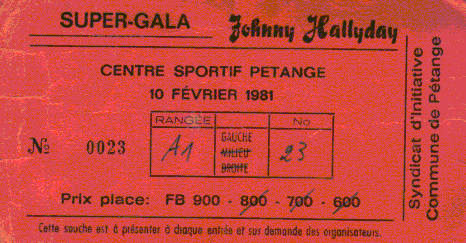 SUPER-GALA Johnny Hallyday
CENTRE SPORTIF PETANGE
10 FÉVRIER 1981
RANGÉE GAUCHE No
A1 MILIEU 23
DROITE
No 0023
Prix place: FB 900 - 800 - 700 - 600
Cette souche est à présenter à chaque entrée et sur demande des organisateurs.
Syndicat d'Initiative
Commune de Pétange